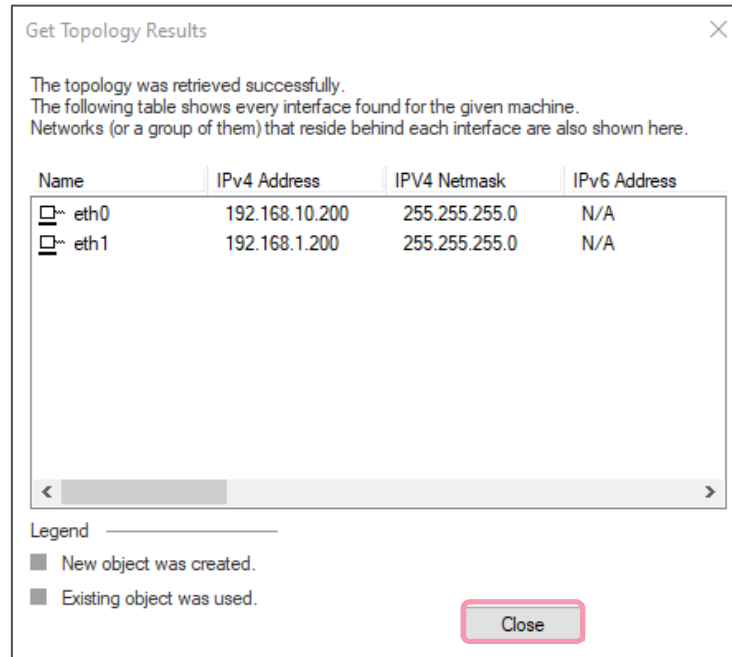 Get Topology Results
The topology was retrieved successfully.
The following table shows every interface found for the given machine.
Networks (or a group of them) that reside behind each interface are also shown here.
Name IPv4 Address IPV4 Netmask IPv6 Address
eth0 192.168.10.200 255.255.255.0 N/A
eth1 192.168.1.200 255.255.255.0 N/A
Legend
New object was created.
Existing object was used.
Close